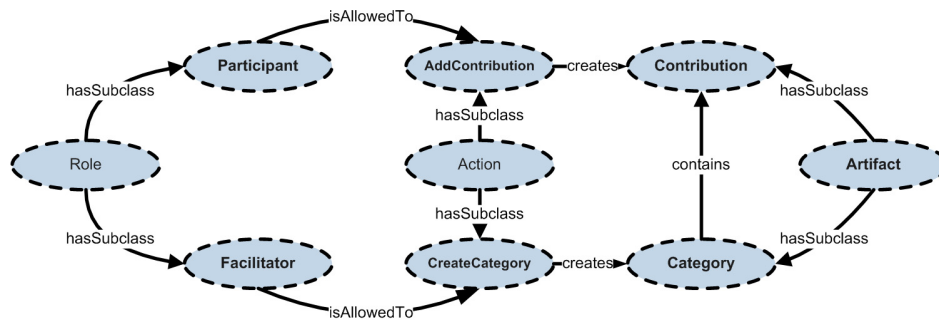 isAllowedTo
Participant
AddContribution
creates
Contribution
hasSubclass
hasSubclass
hasSubclass
Role
Action
contains
Artifact
hasSubclass
hasSubclass
hasSubclass
Facilitator
CreateCategory
creates
Category
isAllowedTo